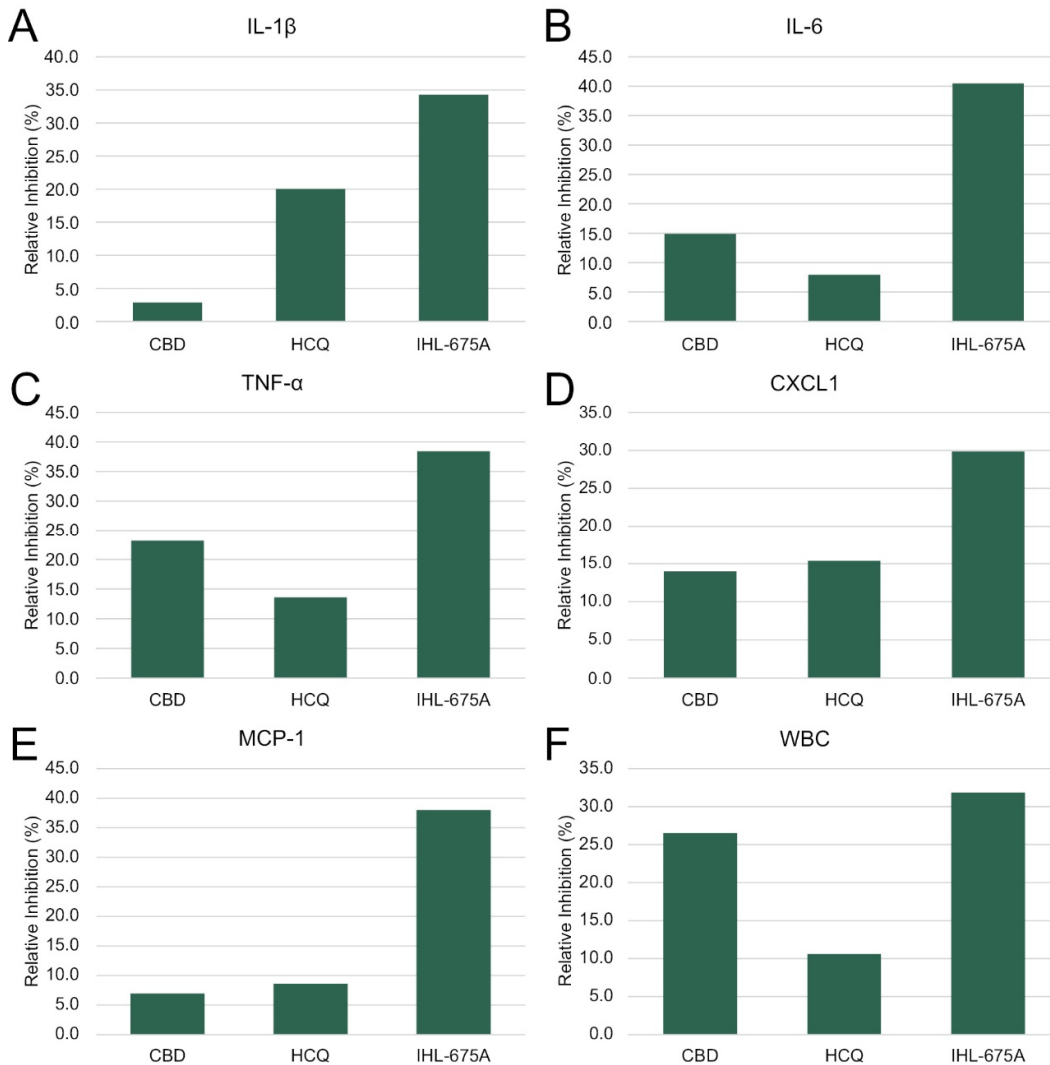 A
IL-1β
Relative Inhibition (%)
40.0
35.0
30.0
25.0
20.0
15.0
10.0
5.0
0.0
CBD HCQ IHL-675A
B
IL-6
Relative Inhibition (%)
45.0
40.0
35.0
30.0
25.0
20.0
15.0
10.0
5.0
0.0
CBD HCQ IHL-675A
C
TNF-α
Relative Inhibition (%)
45.0
40.0
35.0
30.0
25.0
20.0
15.0
10.0
5.0
0.0
CBD HCQ IHL-675A
D
CXCL1
Relative Inhibition (%)
35.0
30.0
25.0
20.0
15.0
10.0
5.0
0.0
CBD HCQ IHL-675A
E
MCP-1
Relative Inhibition (%)
45.0
40.0
35.0
30.0
25.0
20.0
15.0
10.0
5.0
0.0
CBD HCQ IHL-675A
F
WBC
Relative Inhibition (%)
35.0
30.0
25.0
20.0
15.0
10.0
5.0
0.0
CBD HCQ IHL-675A